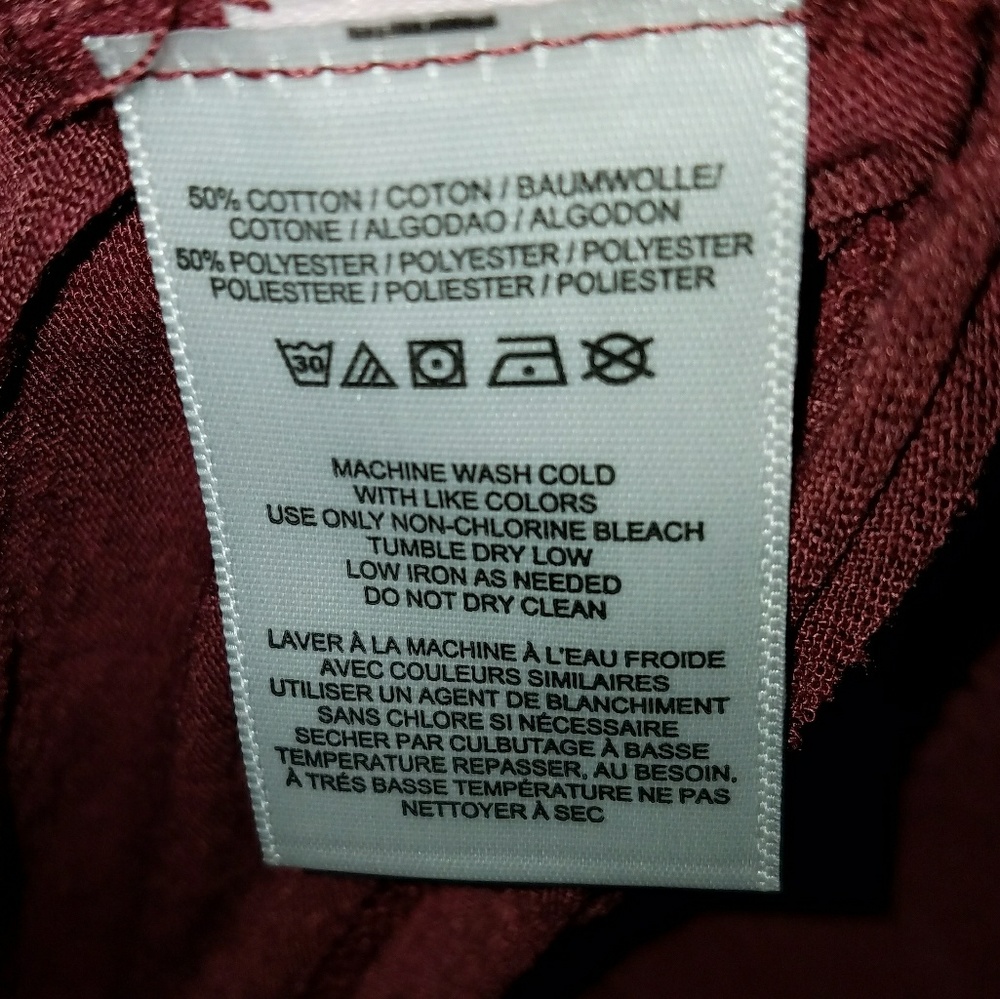 50% COTTON / COTON / BAUMWOLLE/
COTONE / ALGODAO / ALGODON
50% POLYESTER / POLYESTER / POLYESTER
POLIESTERE / POLIESTER / POLIESTER
30
MACHINE WASH COLD
WITH LIKE COLORS
USE ONLY NON-CHLORINE BLEACH
TUMBLE DRY LOW
LOW IRON AS NEEDED
DO NOT DRY CLEAN
LAVER À LA MACHINE À L'EAU FROIDE
AVEC COULEURS SIMILAIRES
UTILISER UN AGENT DE BLANCHIMENT
SANS CHLORE SI NÉCESSAIRE
SECHER PAR CULBUTAGE À BASSE
TEMPERATURE REPASSER, AU BESOIN,
À TRÉS BASSE TEMPÉRATURE NE PAS
NETTOYER À SEC